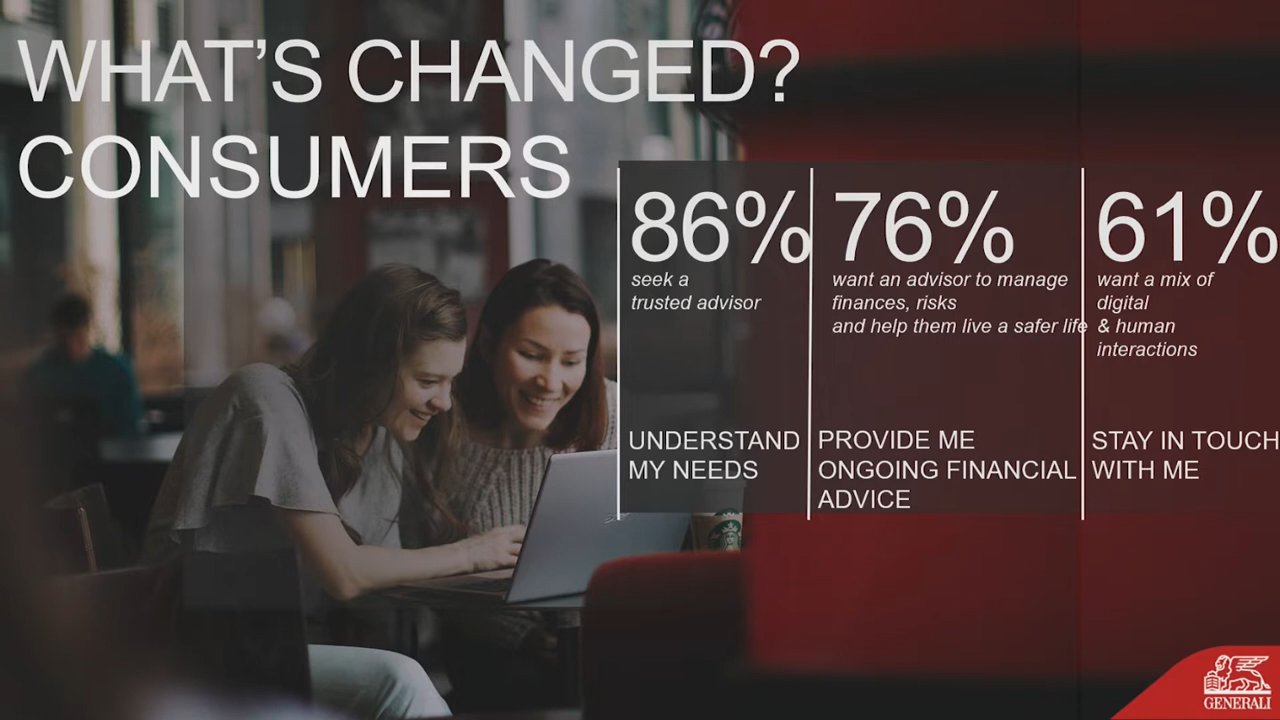 WHAT'S CHANGED?
CONSUMERS
86%
seek a
trusted advisor
UNDERSTAND
MY NEEDS
76%
want an advisor to manage
finances, risks
and help them live a safer life
PROVIDE ME
ONGOING FINANCIAL
ADVICE
61%
want a mix of
digital
& human
interactions
STAY IN TOUCH
WITH ME
GENERALI